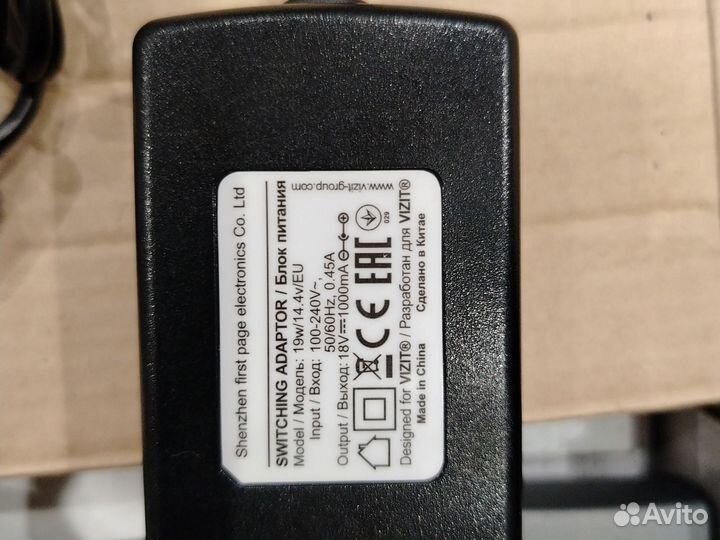 Shenzhen first page electronics Co. Ltd
SWITCHING ADAPTOR / Блок питания
Model / Модель: 19w/14.4v/EU
Input / Вход: 100-240V~,
50/60Hz, 0.45A
Output / Выход: 18V⎓1000mA
CE EAC
029
Designed for VIZIT® / Разработан для VIZIT®
Made in China Сделано в Китае
www.vizit-group.com
Avito